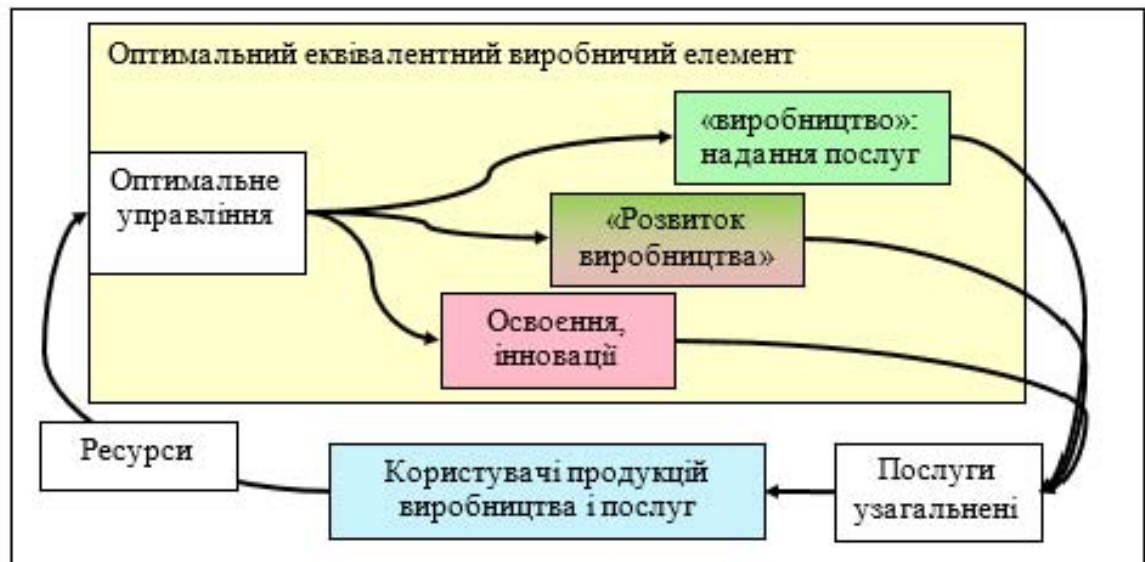 Оптимальний еквівалентний виробничий елемент
«виробництво»:
надання послуг
Оптимальне
управління
«Розвиток
виробництва»
Освоєння,
інновації
Ресурси
Користувачі продукцій
виробництва і послуг
Послуги
узагальнені